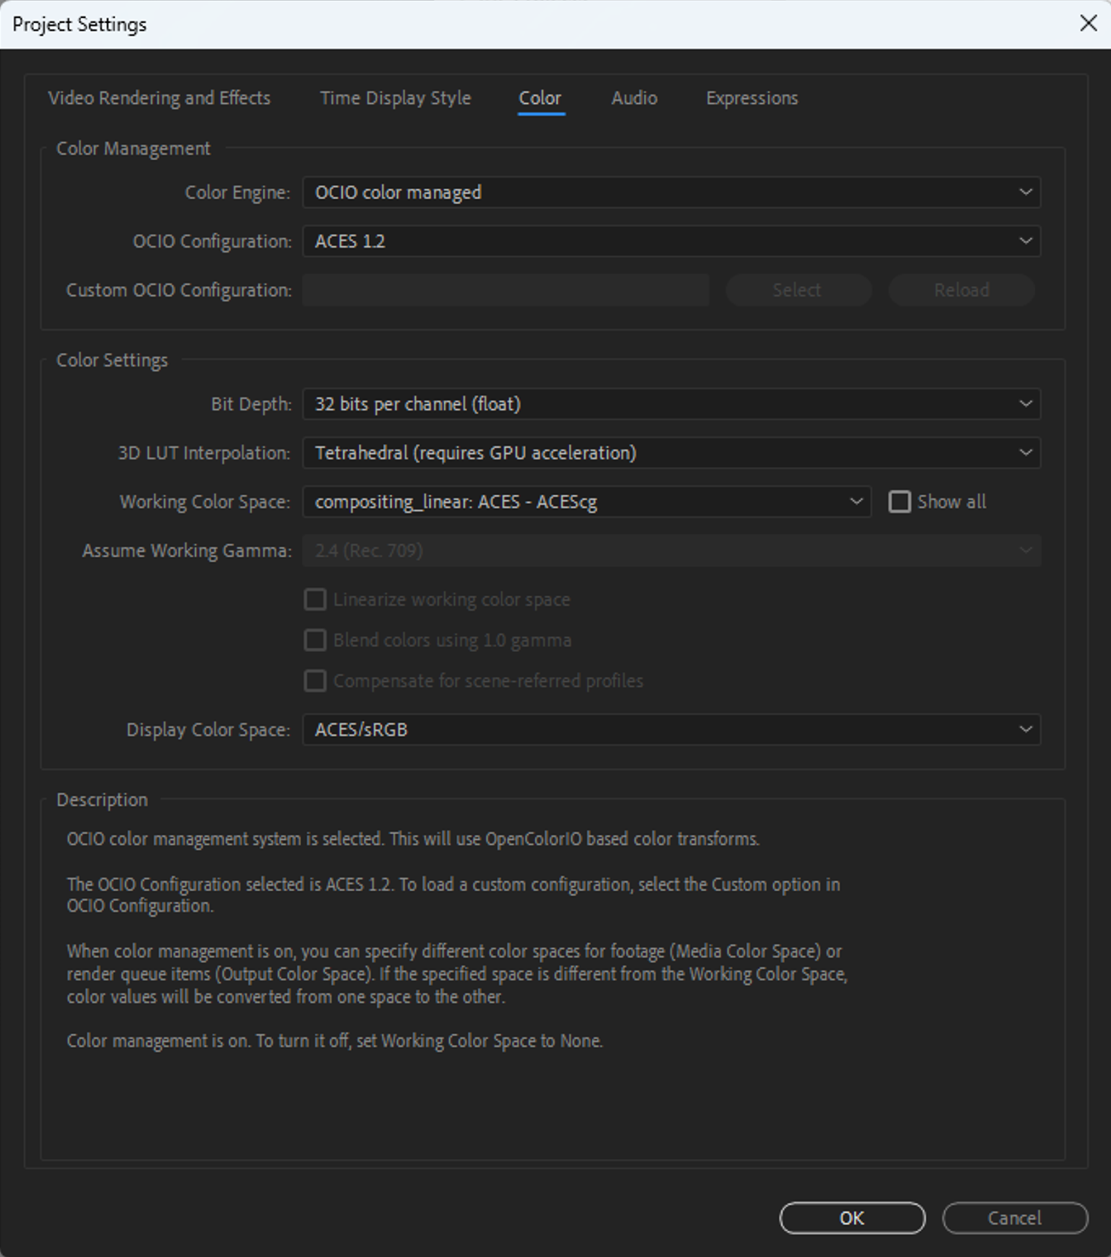 Project Settings
Video Rendering and Effects Time Display Style Color Audio Expressions
Color Management
Color Engine: OCIO color managed
OCIO Configuration: ACES 1.2
Custom OCIO Configuration: Select Reload
Color Settings
Bit Depth: 32 bits per channel (float)
3D LUT Interpolation: Tetrahedral (requires GPU acceleration)
Working Color Space: compositing_linear: ACES - ACEScg Show all
Assume Working Gamma: 2.4 (Rec. 709)
Linearize working color space
Blend colors using 1.0 gamma
Compensate for scene-referred profiles
Display Color Space: ACES/sRGB
Description
OCIO color management system is selected. This will use OpenColorIO based color transforms.
The OCIO Configuration selected is ACES 1.2. To load a custom configuration, select the Custom option in
OCIO Configuration.
When color management is on, you can specify different color spaces for footage (Media Color Space) or
render queue items (Output Color Space). If the specified space is different from the Working Color Space,
color values will be converted from one space to the other.
Color management is on. To turn it off, set Working Color Space to None.
OK Cancel